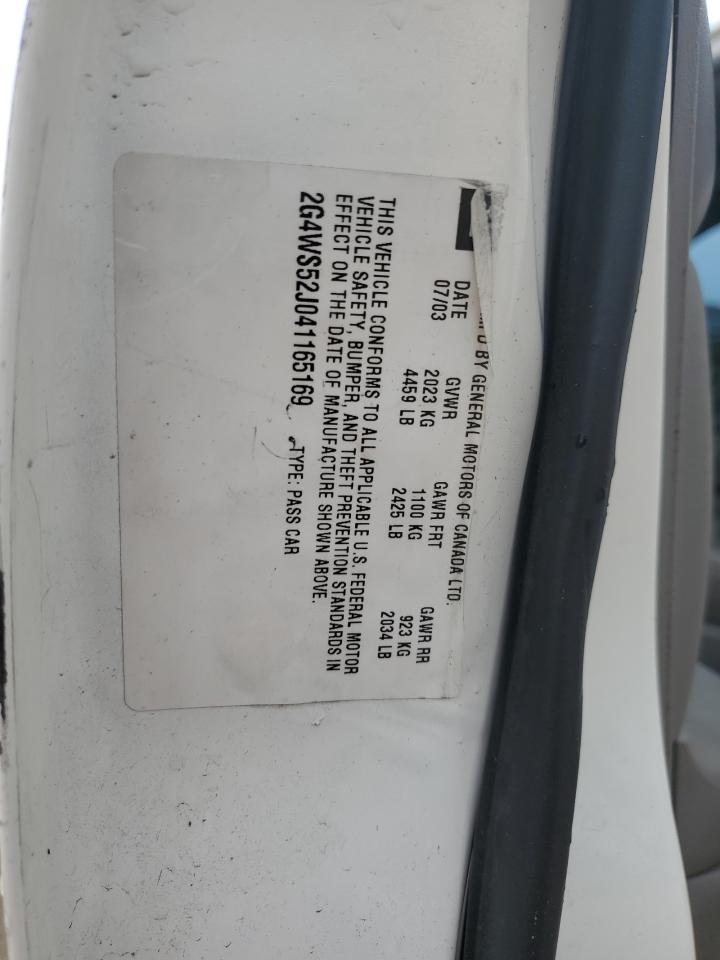 BY GENERAL MOTORS OF CANADA LTD.
DATE GVWR GAWR FRT GAWR RR
07/03 2023 KG 1100 KG 923 KG
4459 LB 2425 LB 2034 LB
THIS VEHICLE CONFORMS TO ALL APPLICABLE U.S. FEDERAL MOTOR
VEHICLE SAFETY, BUMPER, AND THEFT PREVENTION STANDARDS IN
EFFECT ON THE DATE OF MANUFACTURE SHOWN ABOVE.
2G4WS52J041165169 TYPE: PASS CAR